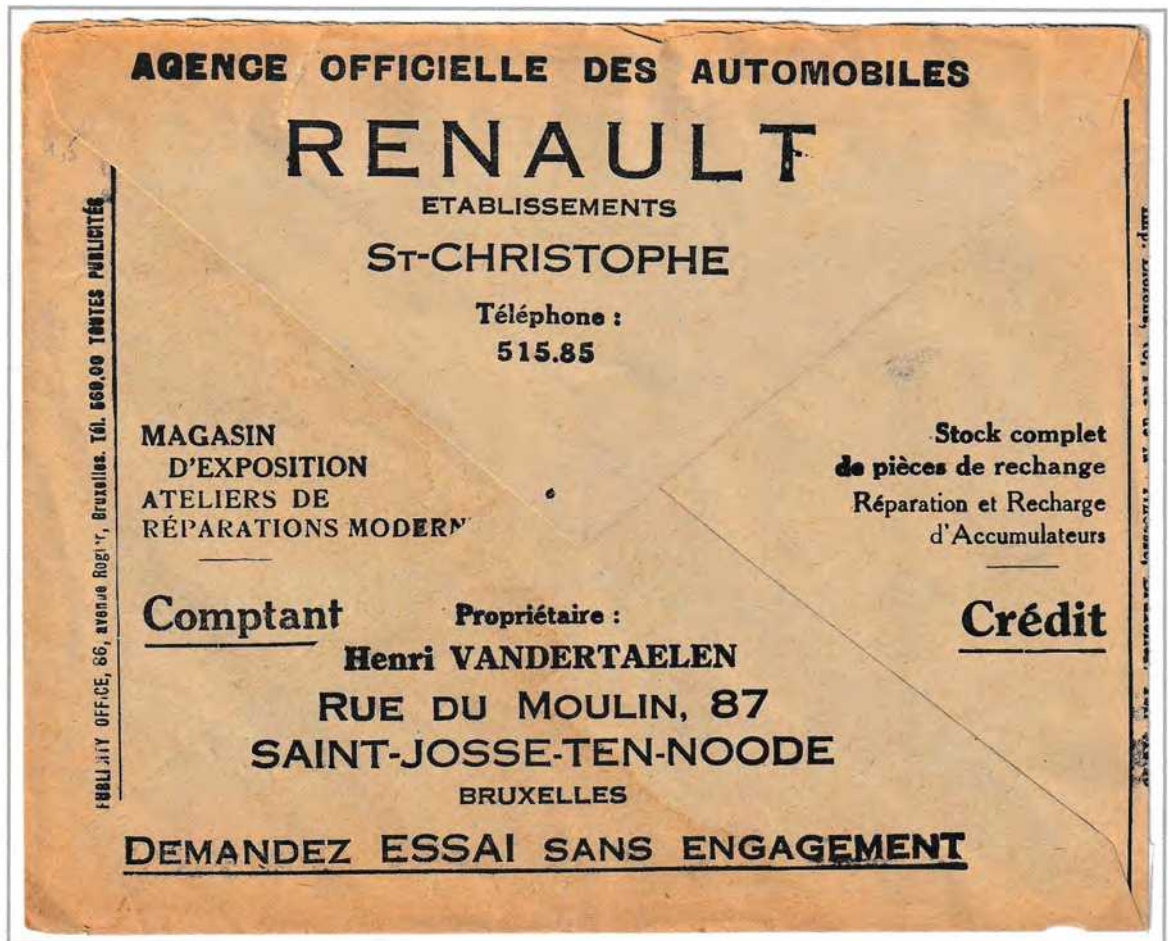 AGENCE OFFICIELLE DES AUTOMOBILES
RENAULT
ETABLISSEMENTS
ST-CHRISTOPHE
Téléphone :
515.85
MAGASIN
D'EXPOSITION
ATELIERS DE
RÉPARATIONS MODERN
Stock complet
de pièces de rechange
Réparation et Recharge
d'Accumulateurs
Comptant
Crédit
Propriétaire :
Henri VANDERTAELEN
RUE DU MOULIN, 87
SAINT-JOSSE-TEN-NOODE
BRUXELLES
DEMANDEZ ESSAI SANS ENGAGEMENT
PUBLICITY OFFICE, 86, avenue Rogier, Bruxelles. Tél. 560,00 TOUTES PUBLICITÉS